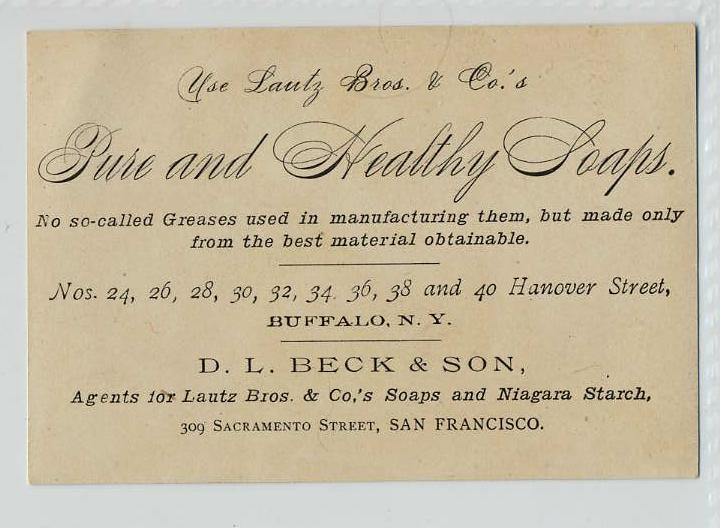 Use Lautz Bros. & Co.'s
Pure and Healthy Soaps.
No so-called Greases used in manufacturing them, but made only
from the best material obtainable.
Nos. 24, 26, 28, 30, 32, 34. 36, 38 and 40 Hanover Street,
BUFFALO, N. Y.
D. L. BECK & SON,
Agents for Lautz Bros. & Co,'s Soaps and Niagara Starch,
309 SACRAMENTO STREET, SAN FRANCISCO.